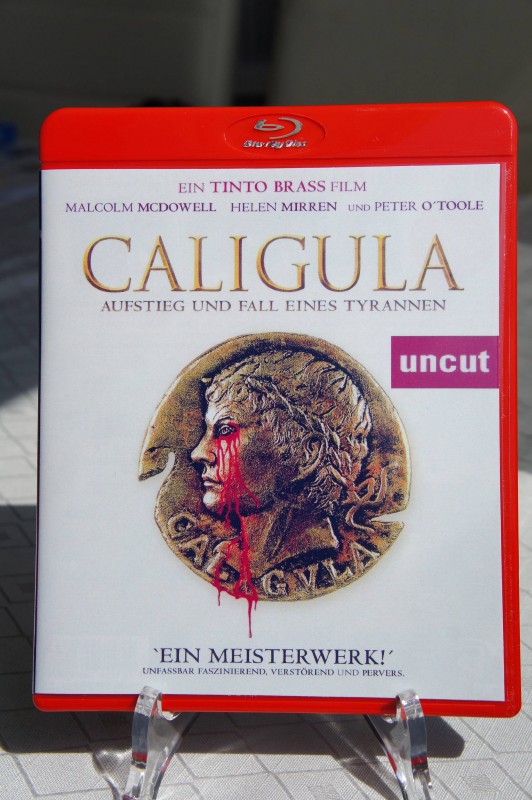 Blu-ray Disc
EIN TINTO BRASS FILM
MALCOLM MCDOWELL HELEN MIRREN UND PETER O´TOOLE
CALIGULA
AUFSTIEG UND FALL EINES TYRANNEN
uncut
CALIGVLA
`EIN MEISTERWERK!´
UNFASSBAR FASZINIEREND, VERSTÖREND UND PERVERS.